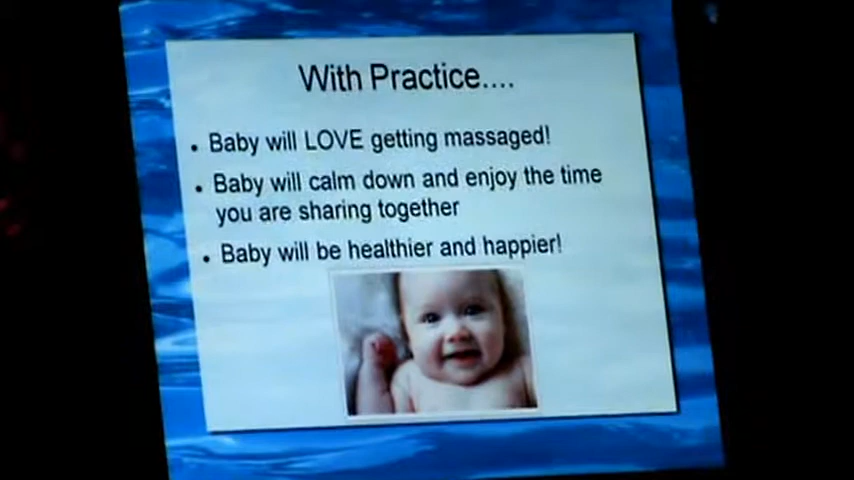 With Practice....
• Baby will LOVE getting massaged!
• Baby will calm down and enjoy the time
you are sharing together
• Baby will be healthier and happier!